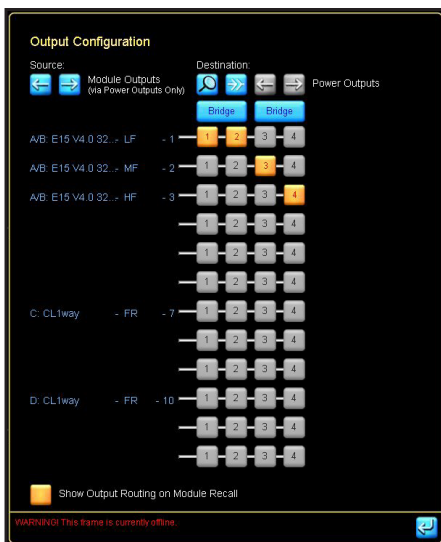 Output Configuration
Source: Destination:
Module Outputs Power Outputs
(via Power Outputs Only)
Bridge Bridge
A/B: E15 V4.0 32...- LF - 1 1 2 3 4
A/B: E15 V4.0 32...- MF - 2 1 2 3 4
A/B: E15 V4.0 32...- HF - 3 1 2 3 4
1 2 3 4
1 2 3 4
1 2 3 4
C: CL1way - FR - 7 1 2 3 4
1 2 3 4
1 2 3 4
D: CL1way - FR - 10 1 2 3 4
1 2 3 4
1 2 3 4
Show Output Routing on Module Recall
WARNING! This frame is currently offline.